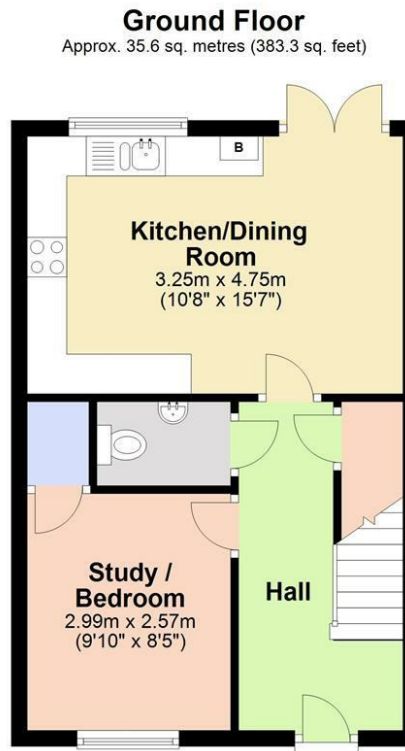 Ground Floor
Approx. 35.6 sq. metres (383.3 sq. feet)
B
Kitchen/Dining
Room
3.25m x 4.75m
(10'8" x 15'7")
Study /
Bedroom
2.99m x 2.57m
(9'10" x 8'5")
Hall